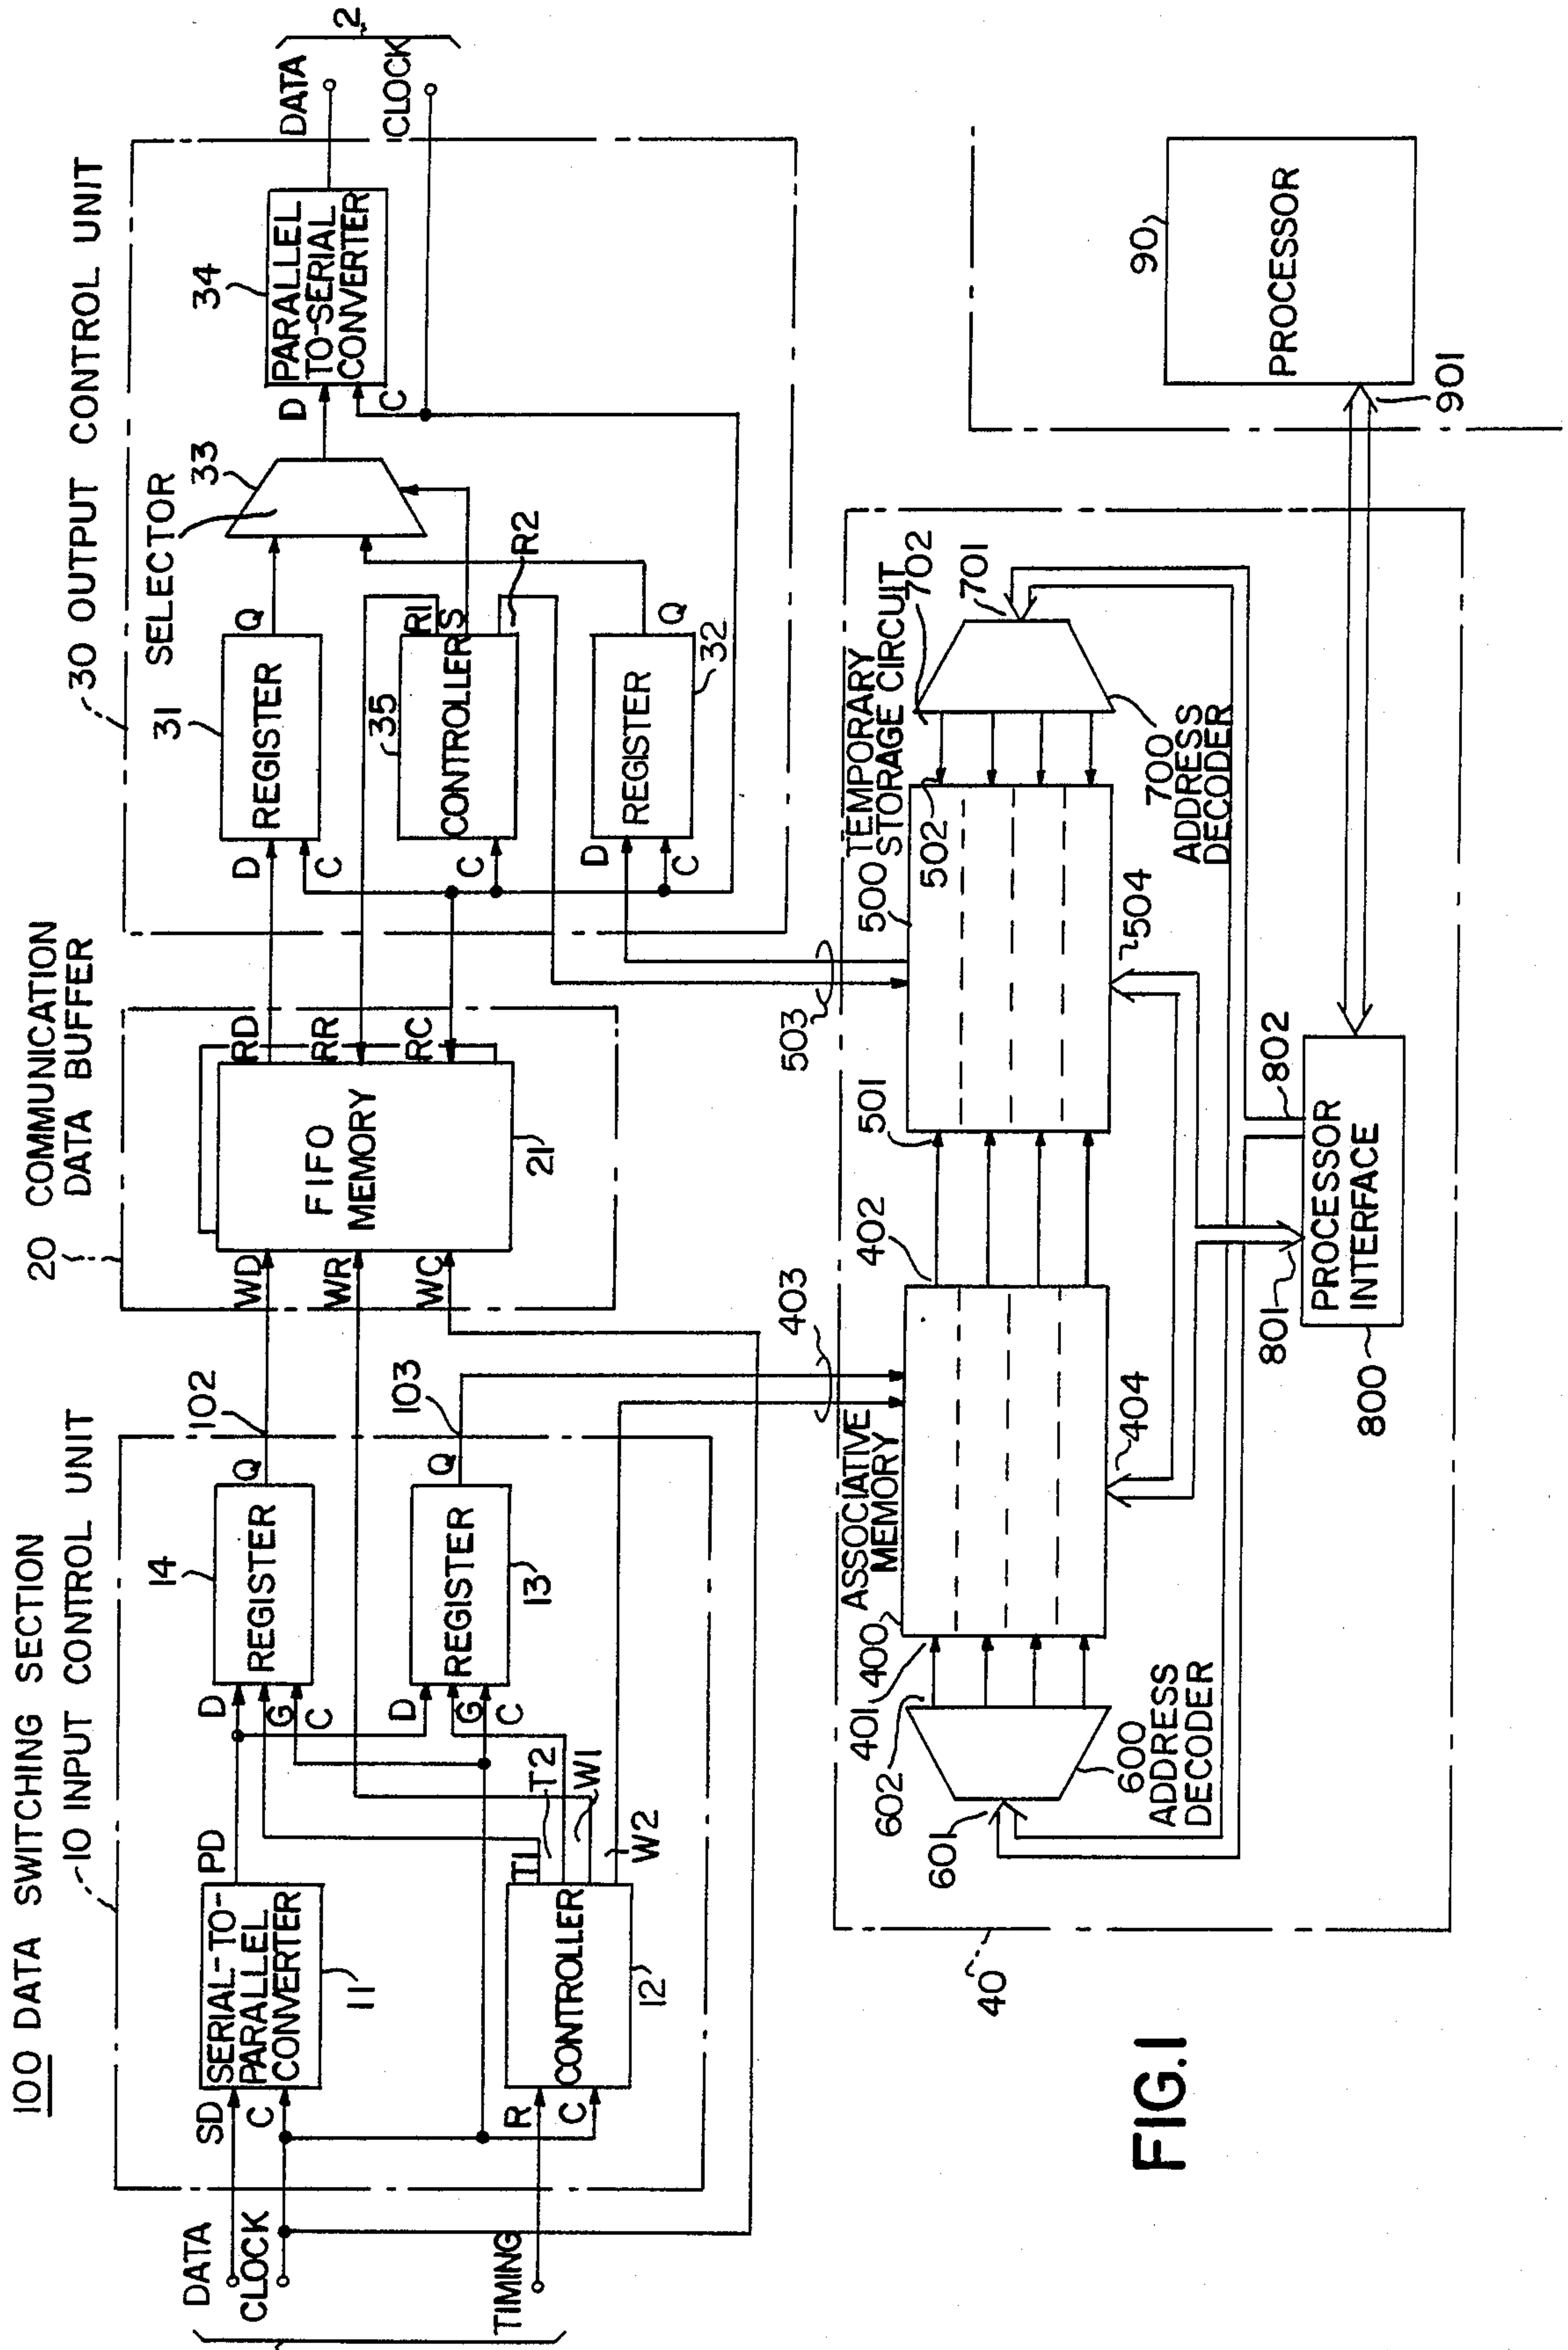 100 DATA SWITCHING SECTION
10 INPUT CONTROL UNIT
DATA
CLOCK
TIMING
SD
C
SERIAL-TO-
PARALLEL
CONVERTER
11
PD
R
C
CONTROLLER
12
T1
T2
W1
W2
D
G
C
REGISTER
14
Q
102
D
G
C
REGISTER
13
Q
103
20 COMMUNICATION
DATA BUFFER
WD
WR
WC
FIFO
MEMORY
21
RD
RR
RC
30 OUTPUT CONTROL UNIT
D
C
REGISTER
31
Q
C
CONTROLLER
35
R1
S
R2
D
C
REGISTER
32
Q
SELECTOR
33
D
C
PARALLEL
TO-SERIAL
CONVERTER
34
DATA
CLOCK
2
40
601
602
600
ADDRESS
DECODER
401
400
ASSOCIATIVE
MEMORY
403
402
404
501
503
500 TEMPORARY
STORAGE CIRCUIT
502
504
702
701
700
ADDRESS
DECODER
801
802
800
PROCESSOR
INTERFACE
90
PROCESSOR
901
FIG.1